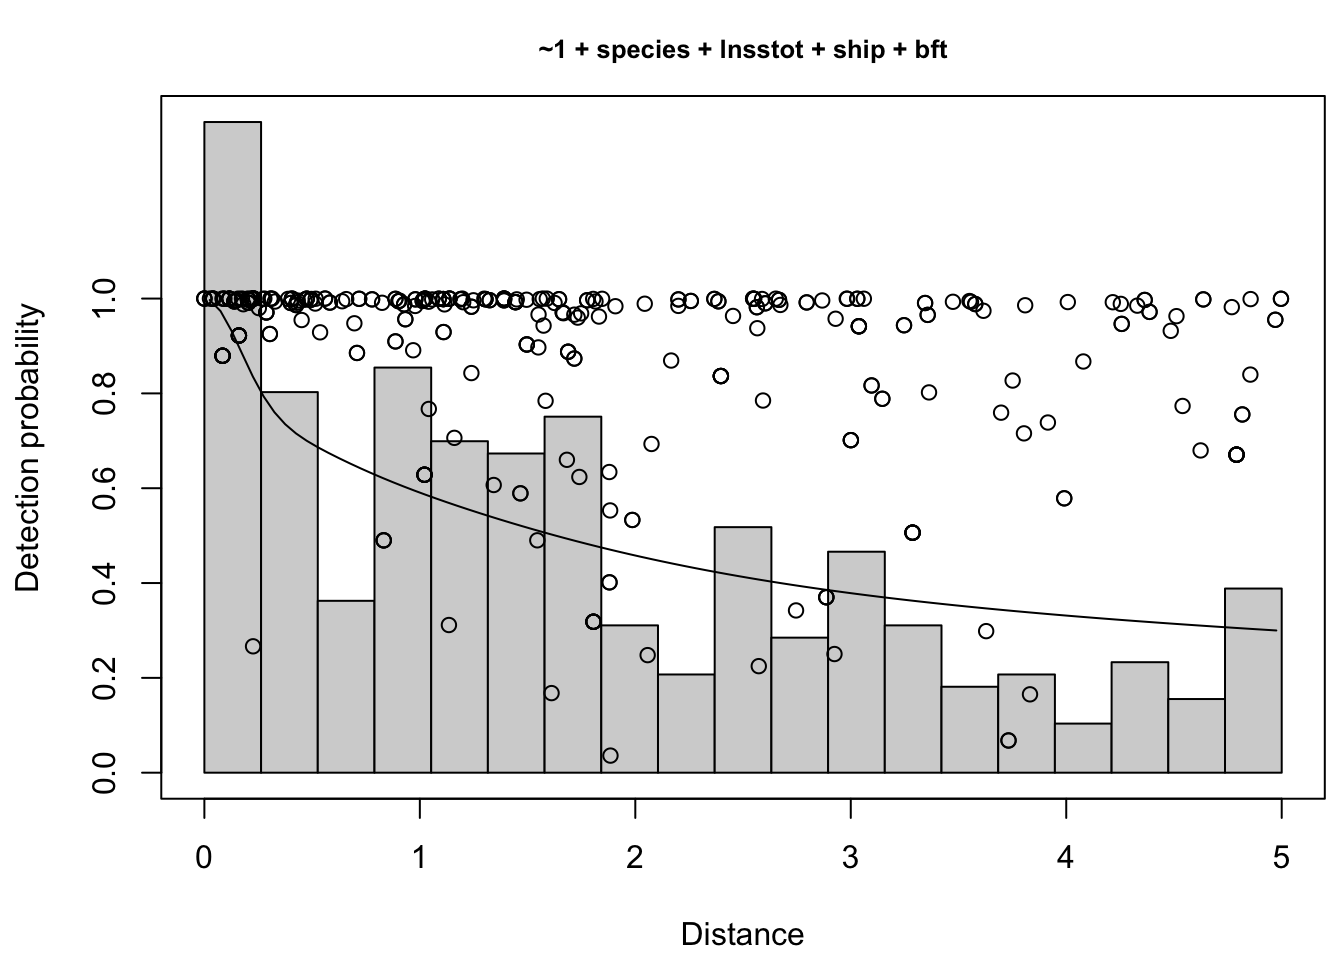 ~1 + species + lnsstot + ship + bft
Detection probability
1.0
0.8
0.6
0.4
0.2
0.0
0 1 2 3 4 5
Distance